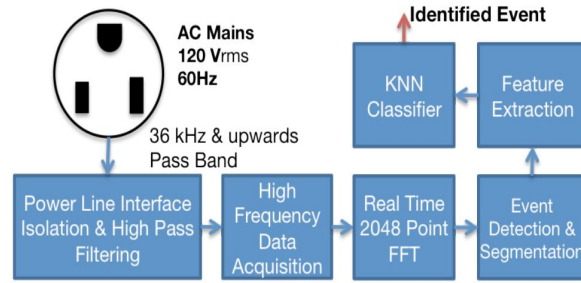 AC Mains
120 Vrms
60Hz
36 kHz & upwards
Pass Band
Power Line Interface
Isolation & High Pass
Filtering
High
Frequency
Data
Acquisition
Real Time
2048 Point
FFT
Event
Detection &
Segmentation
Feature
Extraction
KNN
Classifier
Identified Event